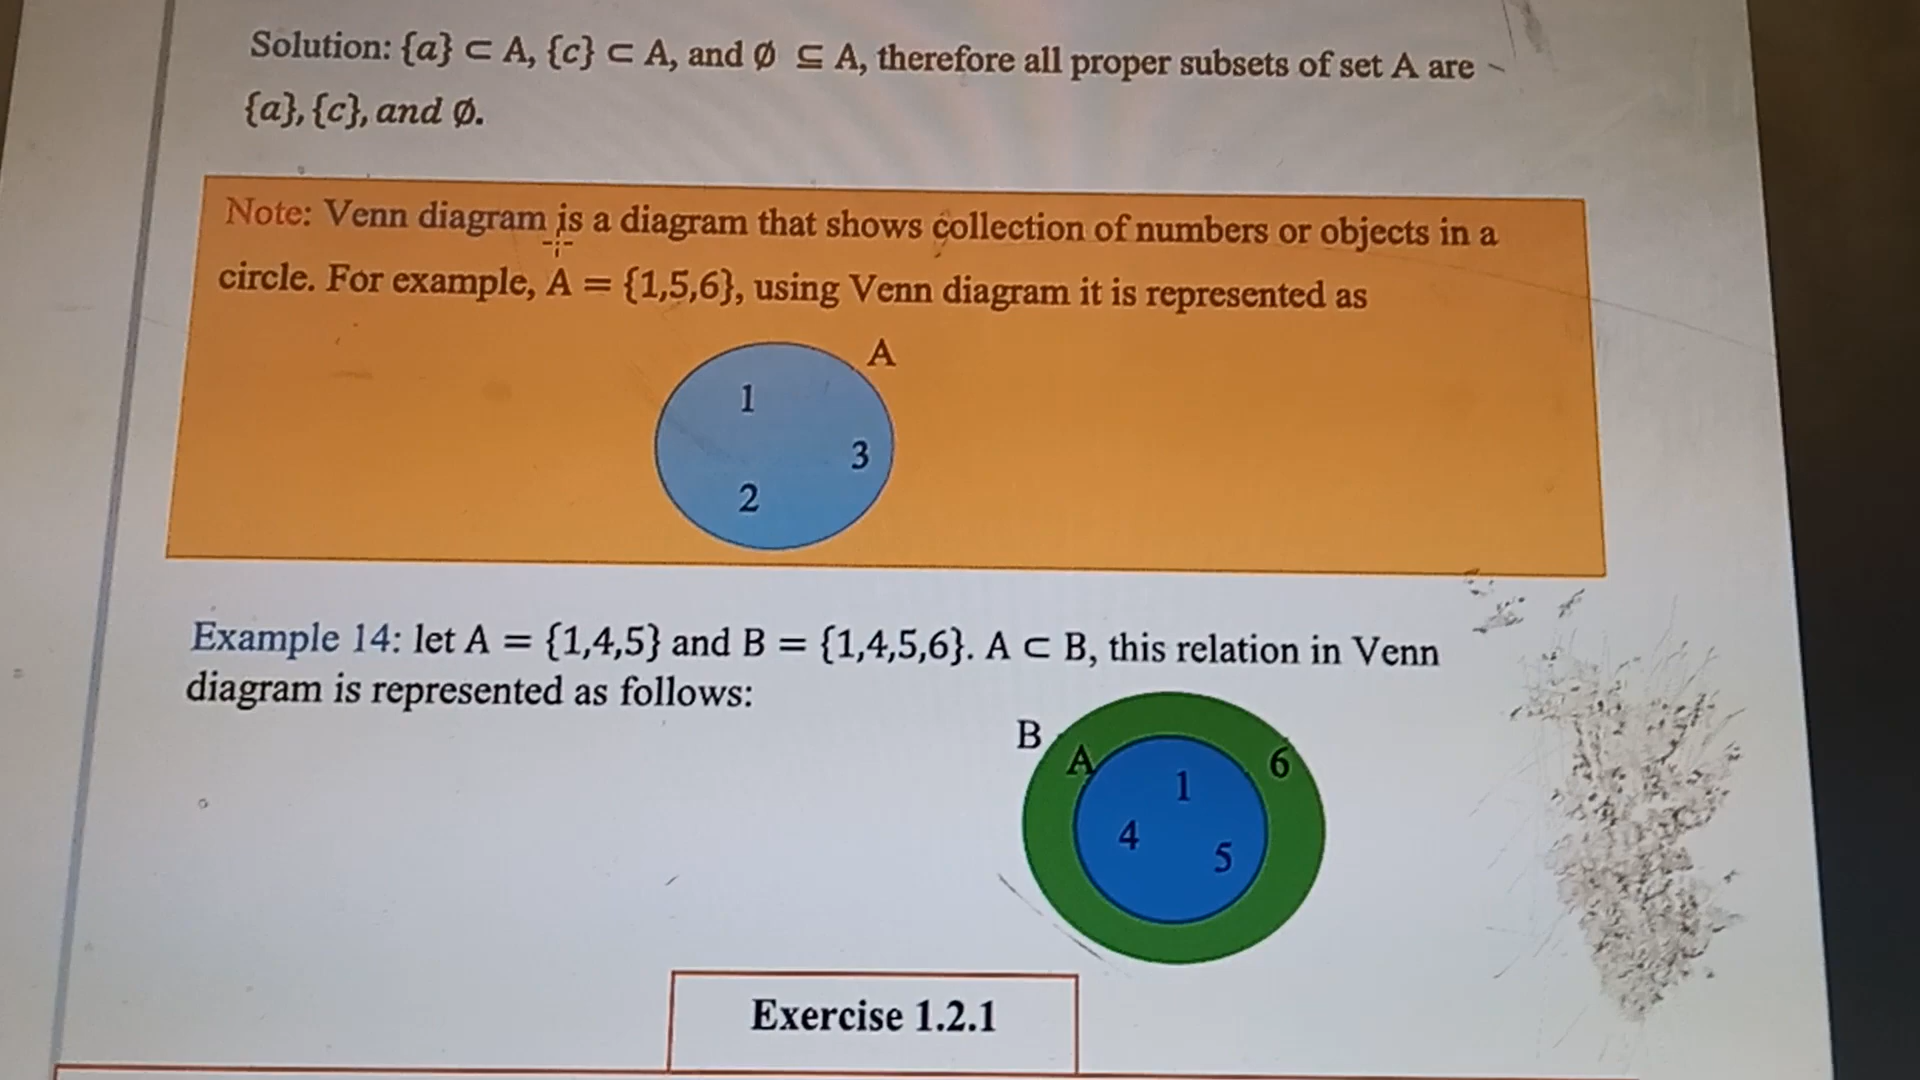 Solution: {a} ⊂ A, {c} ⊂ A, and ∅ ⊆ A, therefore all proper subsets of set A are
{a}, {c}, and ∅.
Note: Venn diagram is a diagram that shows collection of numbers or objects in a
circle. For example, A = {1,5,6}, using Venn diagram it is represented as
A
1
3
2
Example 14: let A = {1,4,5} and B = {1,4,5,6}. A ⊂ B, this relation in Venn
diagram is represented as follows:
B
A
6
1
4
5
Exercise 1.2.1